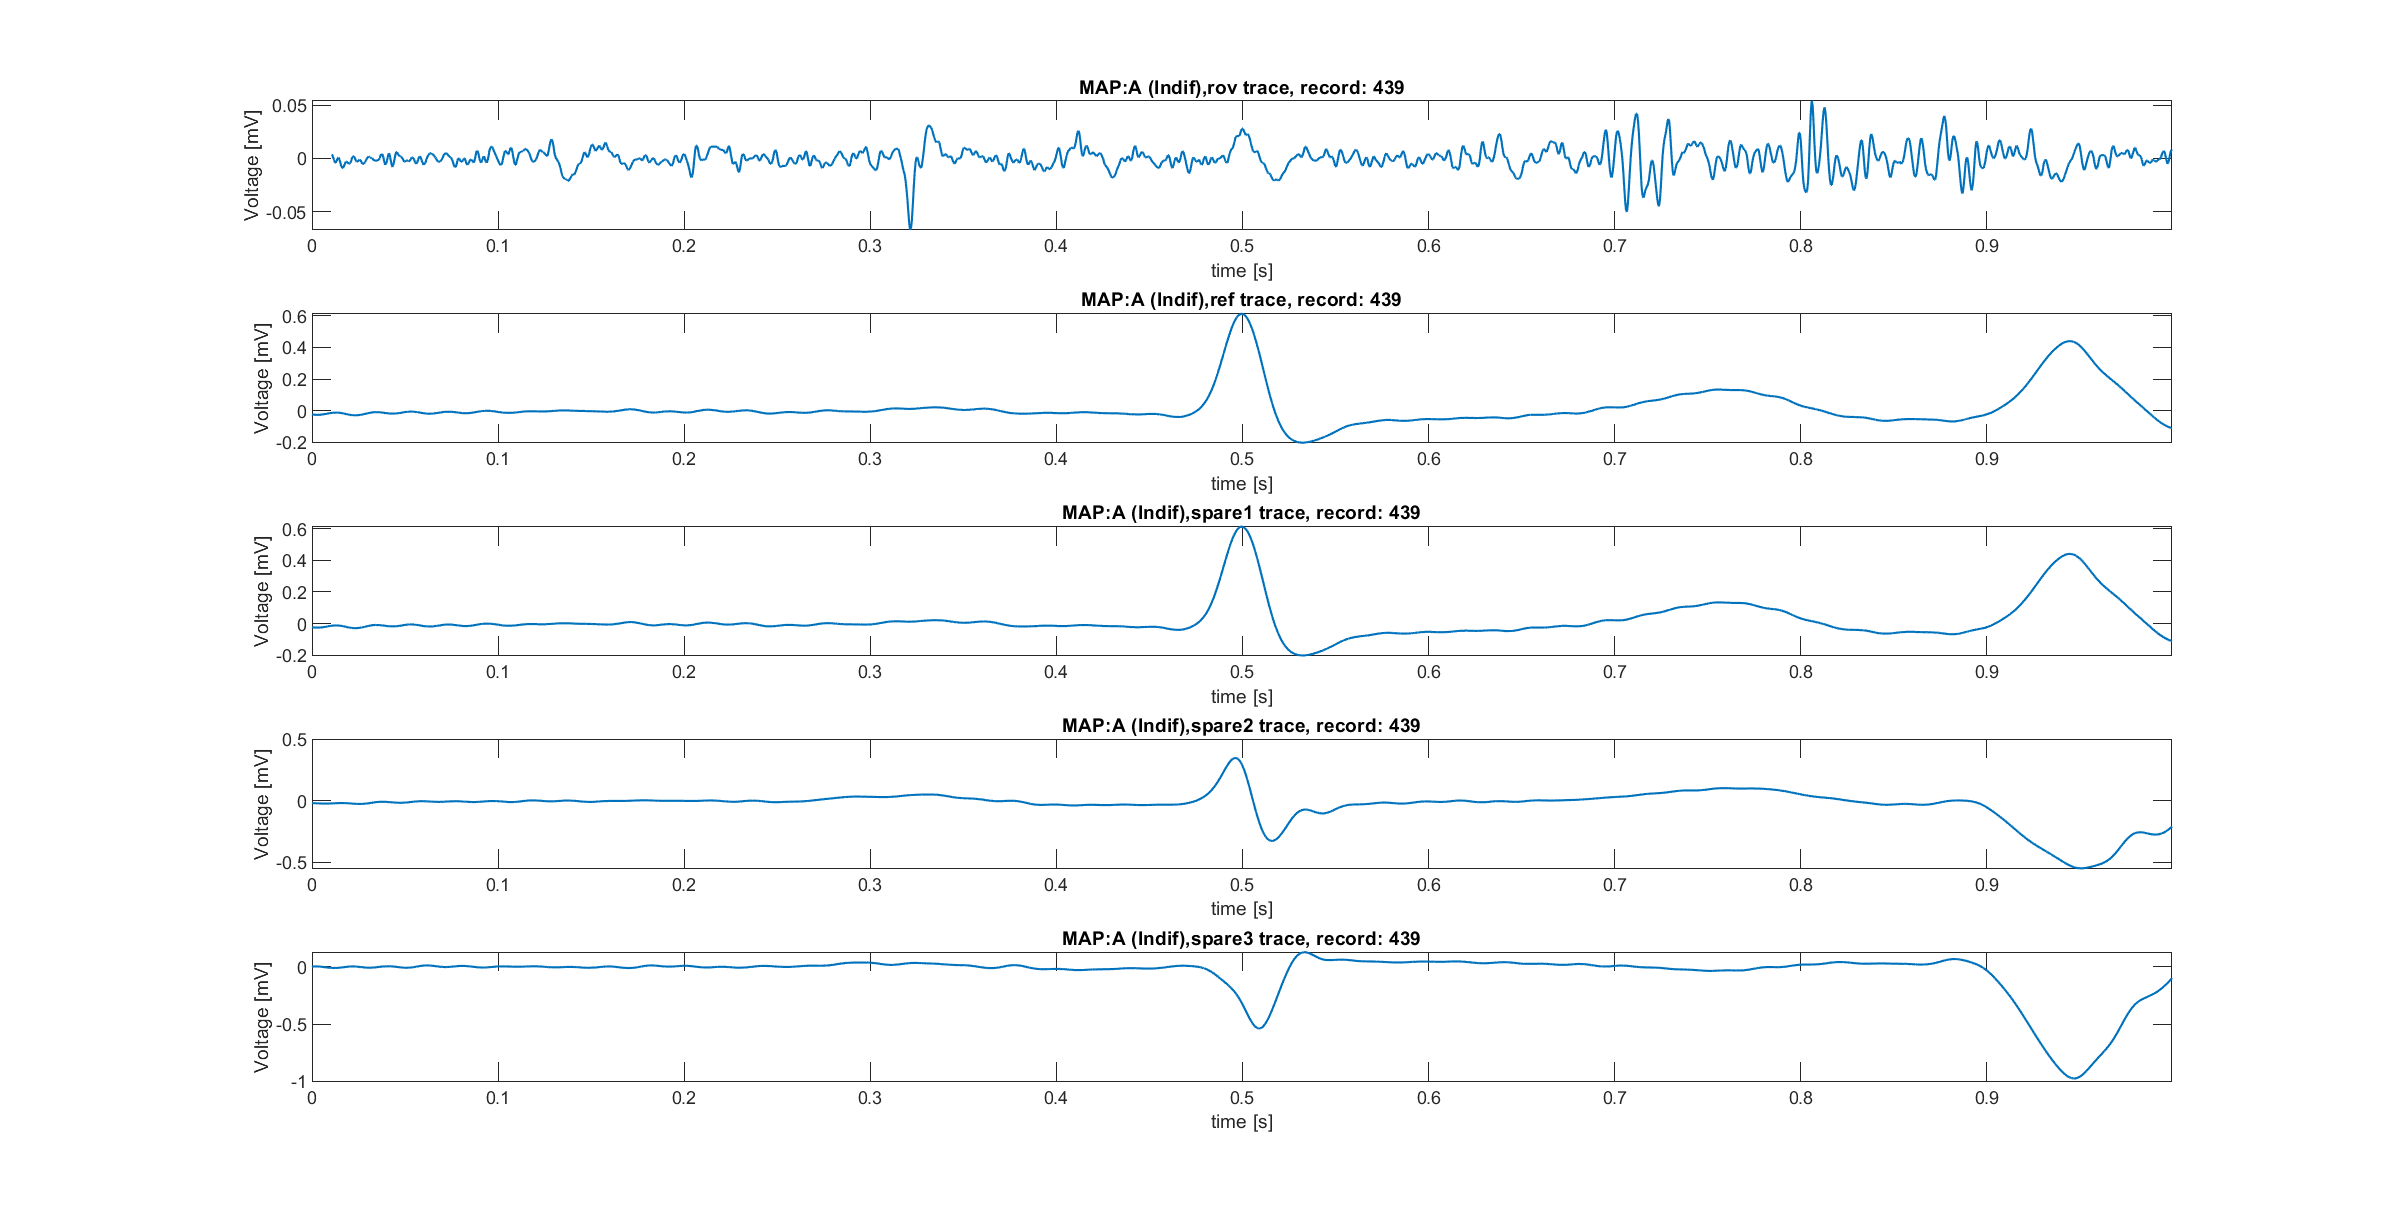 MAP:A (Indif),rov trace, record: 439
Voltage [mV]
0.05
0
-0.05
0 0.1 0.2 0.3 0.4 0.5 0.6 0.7 0.8 0.9
time [s]
MAP:A (Indif),ref trace, record: 439
Voltage [mV]
0.6
0.4
0.2
0
-0.2
0 0.1 0.2 0.3 0.4 0.5 0.6 0.7 0.8 0.9
time [s]
MAP:A (Indif),spare1 trace, record: 439
Voltage [mV]
0.6
0.4
0.2
0
-0.2
0 0.1 0.2 0.3 0.4 0.5 0.6 0.7 0.8 0.9
time [s]
MAP:A (Indif),spare2 trace, record: 439
Voltage [mV]
0.5
0
-0.5
0 0.1 0.2 0.3 0.4 0.5 0.6 0.7 0.8 0.9
time [s]
MAP:A (Indif),spare3 trace, record: 439
Voltage [mV]
0
-0.5
-1
0 0.1 0.2 0.3 0.4 0.5 0.6 0.7 0.8 0.9
time [s]